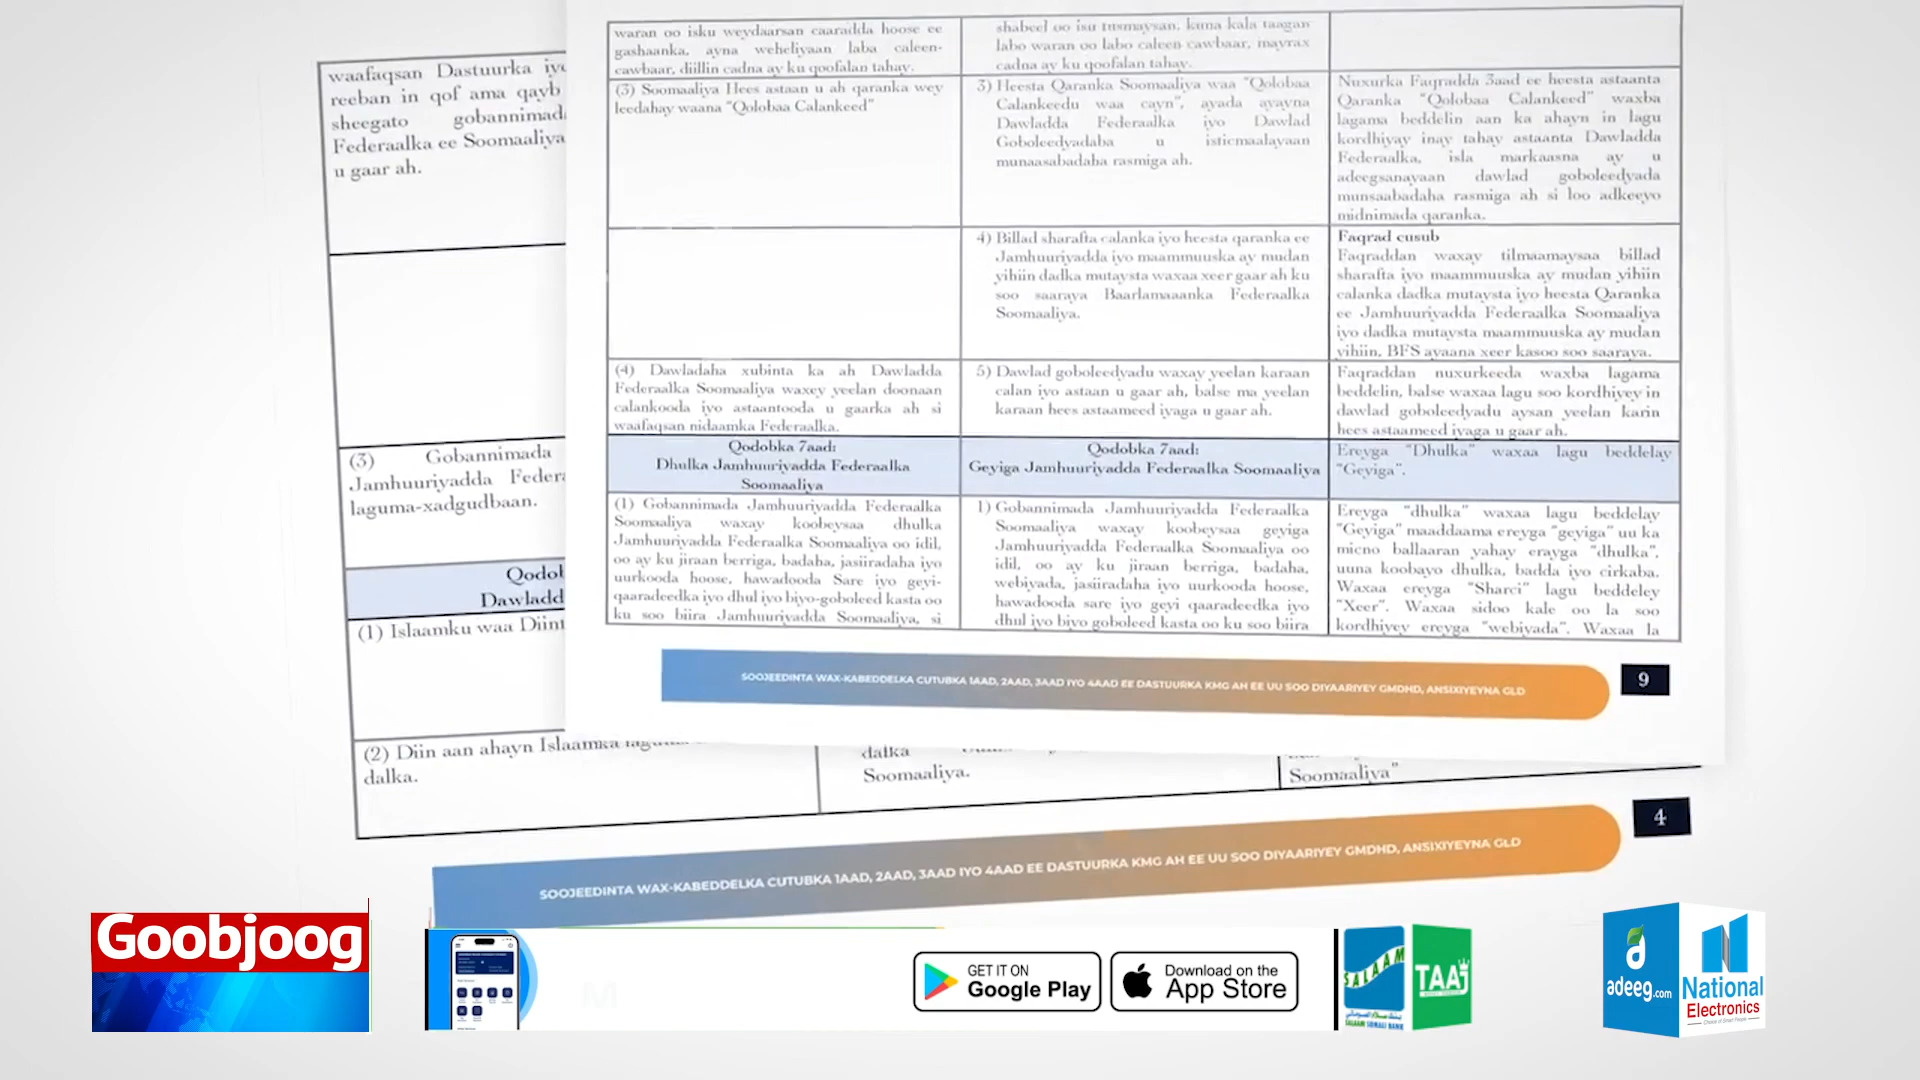 waafaqsan Dastuurka iyo
reeban in qof ama qayb
sheegato gobannimada
Federaalka ee Soomaaliya
u gaar ah.
(3) Gobannimada
Jamhuuriyadda
laguma-xadgudbaan.
Dawladd
(1) Islaamku waa Diint
(2) Diin aan ahayn Islaamka
dalka.
dalka
Soomaaliya.
Soomaaliya"
waran oo isku weydaarsan caaradda hoose ee
gashaanka, ayna weheliyaan laba caleen-
cawbaar, diillin cadna ay ku qoofalan tahay.
(3) Soomaaliya Hees astaan u ah qaranka wey
leedahay waana "Qolobaa Calankeed"
(4) Dawladaha xubinta ka ah Dawladda
Federaalka Soomaaliya waxey yeelan doonaan
calankooda iyo astaantooda u gaarka ah si
waafaqsan nidaamka Federaalka.
Qodobka 7aad:
Dhulka Jamhuuriyadda Federaalka
Soomaaliya
(1) Gobannimada Jamhuuriyadda Federaalka
Soomaaliya waxay koobeysaa dhulka
Jamhuuriyadda Federaalka Soomaaliya oo idil,
oo ay ku jiraan berriga, badaha, jasiiradaha iyo
uurkooda hoose, hawadooda Sare iyo geyi-
qaaradeedka iyo dhul iyo biyo-goboleed kasta oo
ku soo biira Jamhuuriyadda Soomaaliya, si
shabeel oo isu tusmaysan, kuna kala taagan
labo waran oo labo caleen cawbaar, mayrax
cadna ay ku qoofalan tahay.
3) Heesta Qaranka Soomaaliya waa "Qolobaa
Calankeedu waa cayn", ayada ayayna
Dawladda Federaalka iyo Dawlad
Goboleedyadaba u isticmaalayaan
munaasabadaha rasmiga ah.
4) Billad sharafta calanka iyo heesta qaranka ee
Jamhuuriyadda iyo maammuuska ay mudan
yihiin dadka mutaysta waxaa xeer gaar ah ku
soo saaraya Baarlamaaanka Federaalka
Soomaaliya.
5) Dawlad goboleedyadu waxay yeelan karaan
calan iyo astaan u gaar ah, balse ma yeelan
karaan hees astaameed iyaga u gaar ah.
Qodobka 7aad:
Geyiga Jamhuuriyadda Federaalka Soomaaliya
1) Gobannimada Jamhuuriyadda Federaalka
Soomaaliya waxay koobeysaa geyiga
Jamhuuriyadda Federaalka Soomaaliya oo
idil, oo ay ku jiraan berriga, badaha,
webiyada, jasiiradaha iyo uurkooda hoose,
hawadooda sare iyo geyi qaaradeedka iyo
dhul iyo biyo goboleed kasta oo ku soo biira
Nuxurka Faqradda 3aad ee heesta astaanta
Qaranka "Qolobaa Calankeed" waxba
lagama beddelin aan ka ahayn in lagu
kordhiyay inay tahay astaanta Dawladda
Federaalka, isla markaasna ay u
adeegsanayaan dawlad goboleedyada
munsaabadaha rasmiga ah si loo adkeeyo
midnimada qaranka.
Faqrad cusub
Faqraddan waxay tilmaamaysaa billad
sharafta iyo maammuuska ay mudan yihiin
calanka dadka mutaysta iyo heesta Qaranka
ee Jamhuuriyadda Federaalka Soomaaliya
iyo dadka mutaysta maammuuska ay mudan
yihiin, BFS ayaana xeer kasoo soo saaraya.
Faqraddan nuxurkeeda waxba lagama
beddelin, balse waxaa lagu soo kordhiyey in
dawlad goboleedyadu aysan yeelan karin
hees astaameed iyaga u gaar ah.
Ereyga "Dhulka" waxaa lagu beddelay
"Geyiga".
Ereyga "dhulka" waxaa lagu beddelay
"Geyiga" maaddaama ereyga "geyiga" uu ka
micno ballaaran yahay erayga "dhulka",
uuna koobayo dhulka, badda iyo cirkaba.
Waxaa ereyga "Sharci" lagu beddeley
"Xeer". Waxaa sidoo kale oo la soo
kordhiyey ereyga "webiyada". Waxaa la
SOOJEEDINTA WAX-KABEDDELKA CUTUBKA 1AAD, 2AAD, 3AAD IYO 4AAD EE DASTUURKA KMG AH EE UU SOO DIYAARIYEY GMDHD, ANSIXIYEYNA GLD
9
SOOJEEDINTA WAX-KABEDDELKA CUTUBKA 1AAD, 2AAD, 3AAD IYO 4AAD EE DASTUURKA KMG AH EE UU SOO DIYAARIYEY GMDHD, ANSIXIYEYNA GLD
4
Goobjoog
GET IT ON
Google Play
Download on the
App Store
SALAAM
SALAAM SOMALI BANK
TAAJ
adeeg.com
National
Electronics